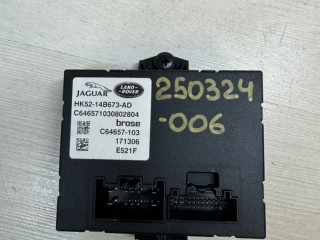 JAGUAR
LAND-
ROVER
HK52-14B673-AD
C646571030802804
brose
C64657-103
171306
E521F
250324
-006